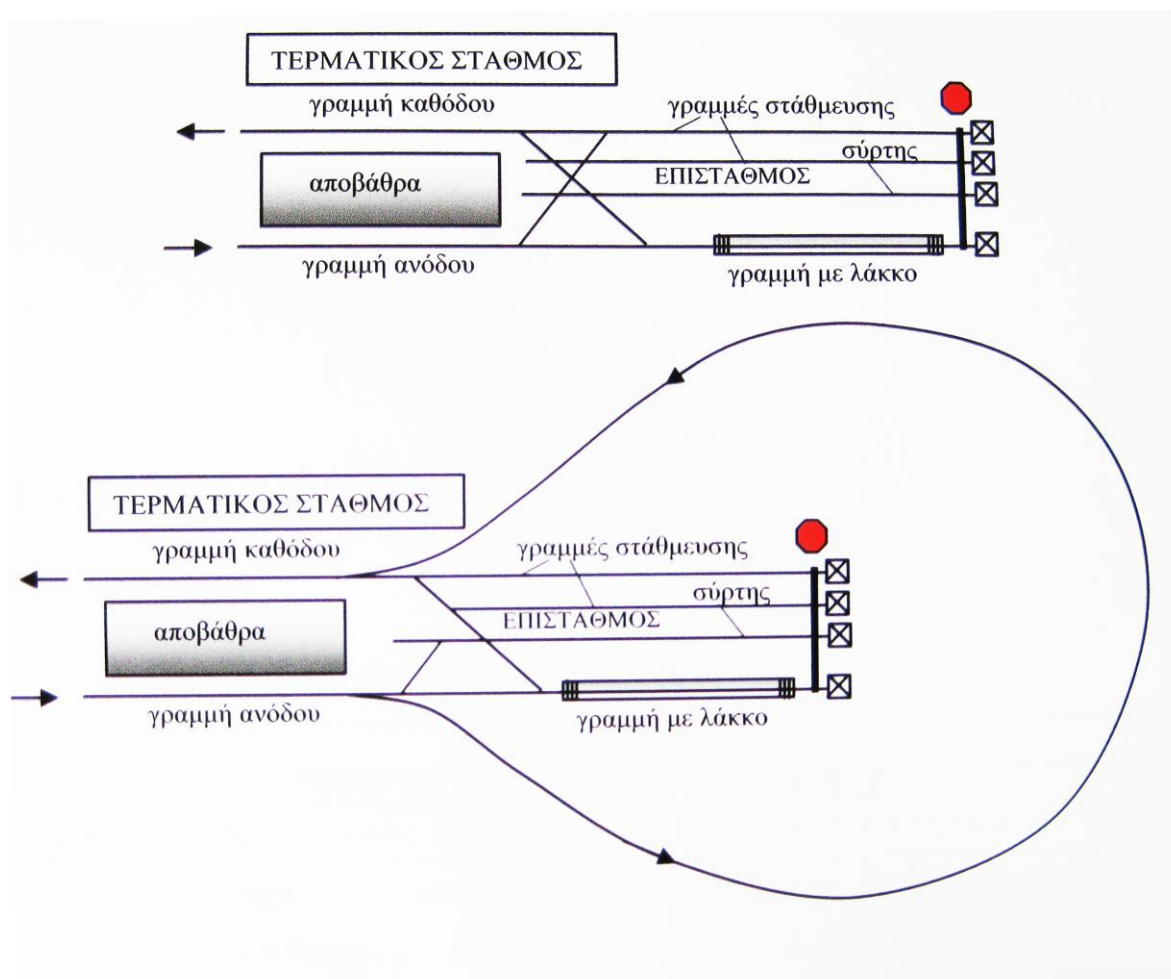 ΤΕΡΜΑΤΙΚΟΣ ΣΤΑΘΜΟΣ
γραμμή καθόδου
γραμμές στάθμευσης
σύρτης
αποβάθρα
ΕΠΙΣΤΑΘΜΟΣ
γραμμή ανόδου
γραμμή με λάκκο
ΤΕΡΜΑΤΙΚΟΣ ΣΤΑΘΜΟΣ
γραμμή καθόδου
γραμμές στάθμευσης
σύρτης
αποβάθρα
ΕΠΙΣΤΑΘΜΟΣ
γραμμή ανόδου
γραμμή με λάκκο